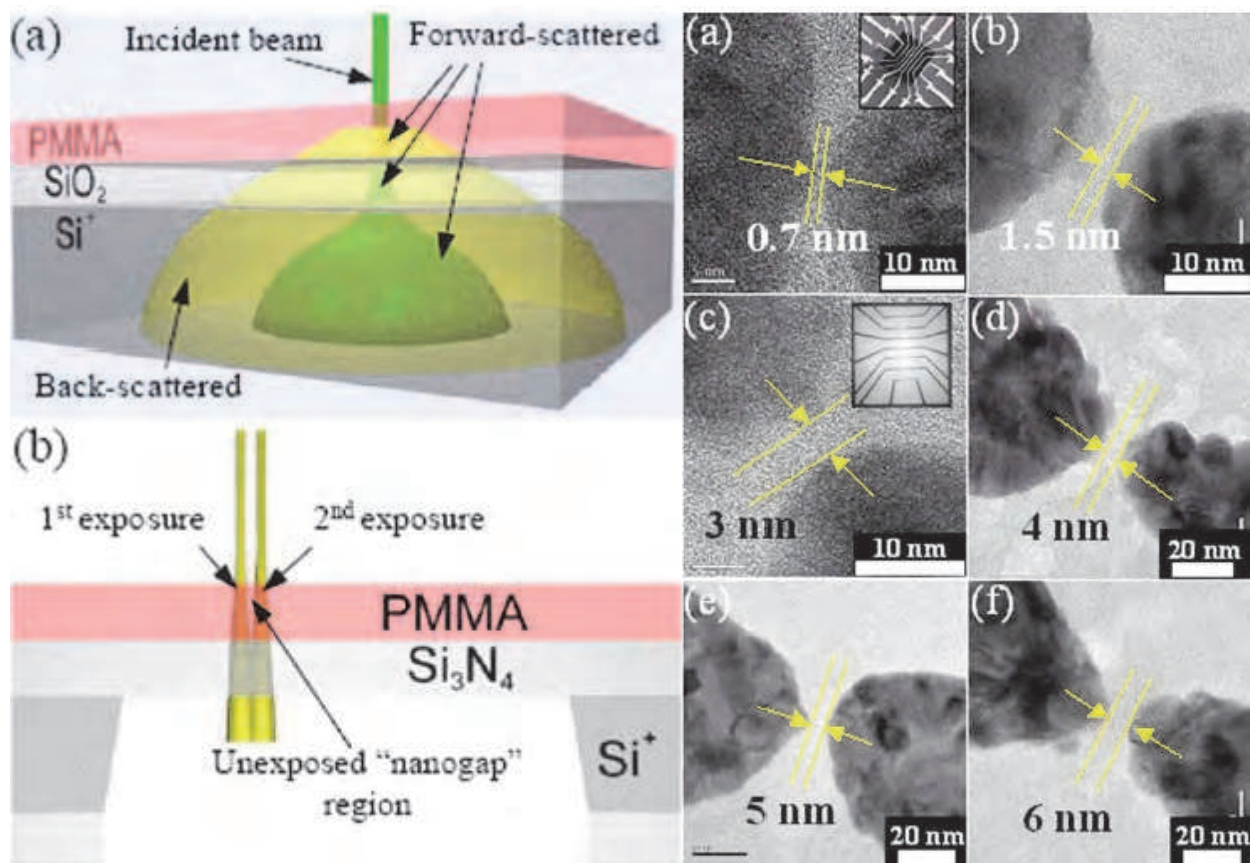 (a)
Incident beam
Forward-scattered
PMMA
SiO2
Si+
Back-scattered
(b)
1st exposure
2nd exposure
PMMA
Si3N4
Unexposed “nanogap”
region
Si+
(a)
0.7 nm
10 nm
(b)
1.5 nm
10 nm
(c)
3 nm
10 nm
(d)
4 nm
20 nm
(e)
5 nm
20 nm
(f)
6 nm
20 nm